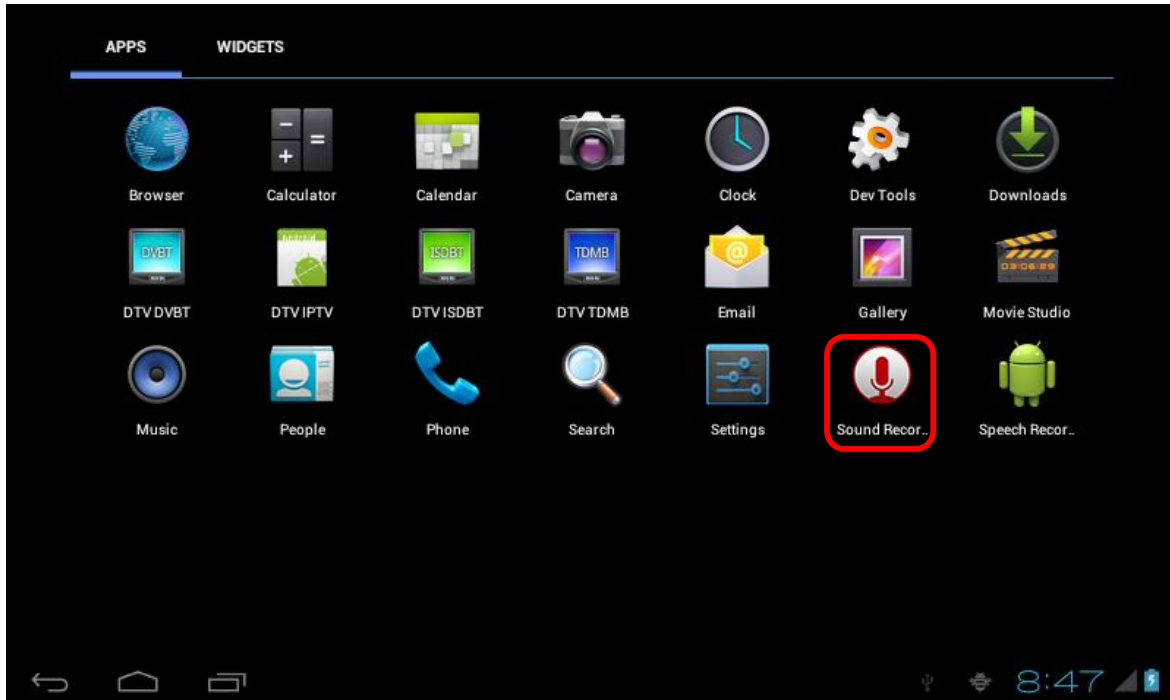 APPS WIDGETS
Browser Calculator Calendar Camera Clock Dev Tools Downloads
DVBT Android ISDBT TDMB @ 03:06:29
DTV DVBT DTV IPTV DTV ISDBT DTV TDMB Email Gallery Movie Studio
Music People Phone Search Settings Sound Recor.. Speech Recor..
8:47